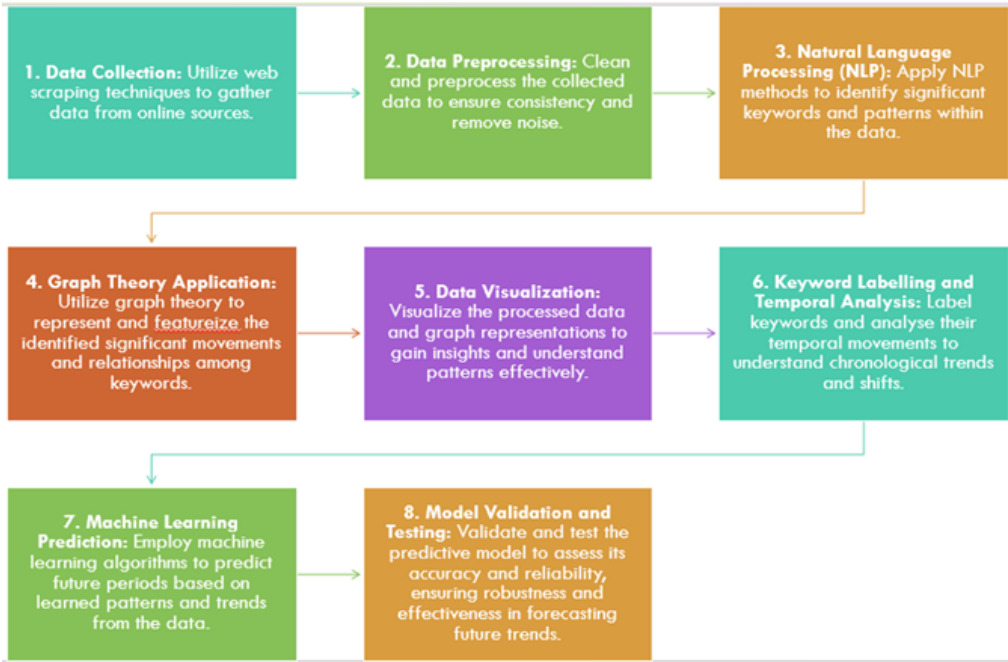 1. Data Collection: Utilize web
scraping techniques to gather
data from online sources.
2. Data Preprocessing: Clean
and preprocess the collected
data to ensure consistency and
remove noise.
3. Natural Language
Processing (NLP): Apply NLP
methods to identify significant
keywords and patterns within
the data.
4. Graph Theory Application:
Utilize graph theory to
represent and featureize the
identified significant movements
and relationships among
keywords.
5. Data Visualization:
Visualize the processed data
and graph representations to
gain insights and understand
patterns effectively.
6. Keyword Labelling and
Temporal Analysis: Label
keywords and analyse their
temporal movements to
understand chronological trends
and shifts.
7. Machine Learning
Prediction: Employ machine
learning algorithms to predict
future periods based on
learned patterns and trends
from the data.
8. Model Validation and
Testing: Validate and test the
predictive model to assess its
accuracy and reliability,
ensuring robustness and
effectiveness in forecasting
future trends.